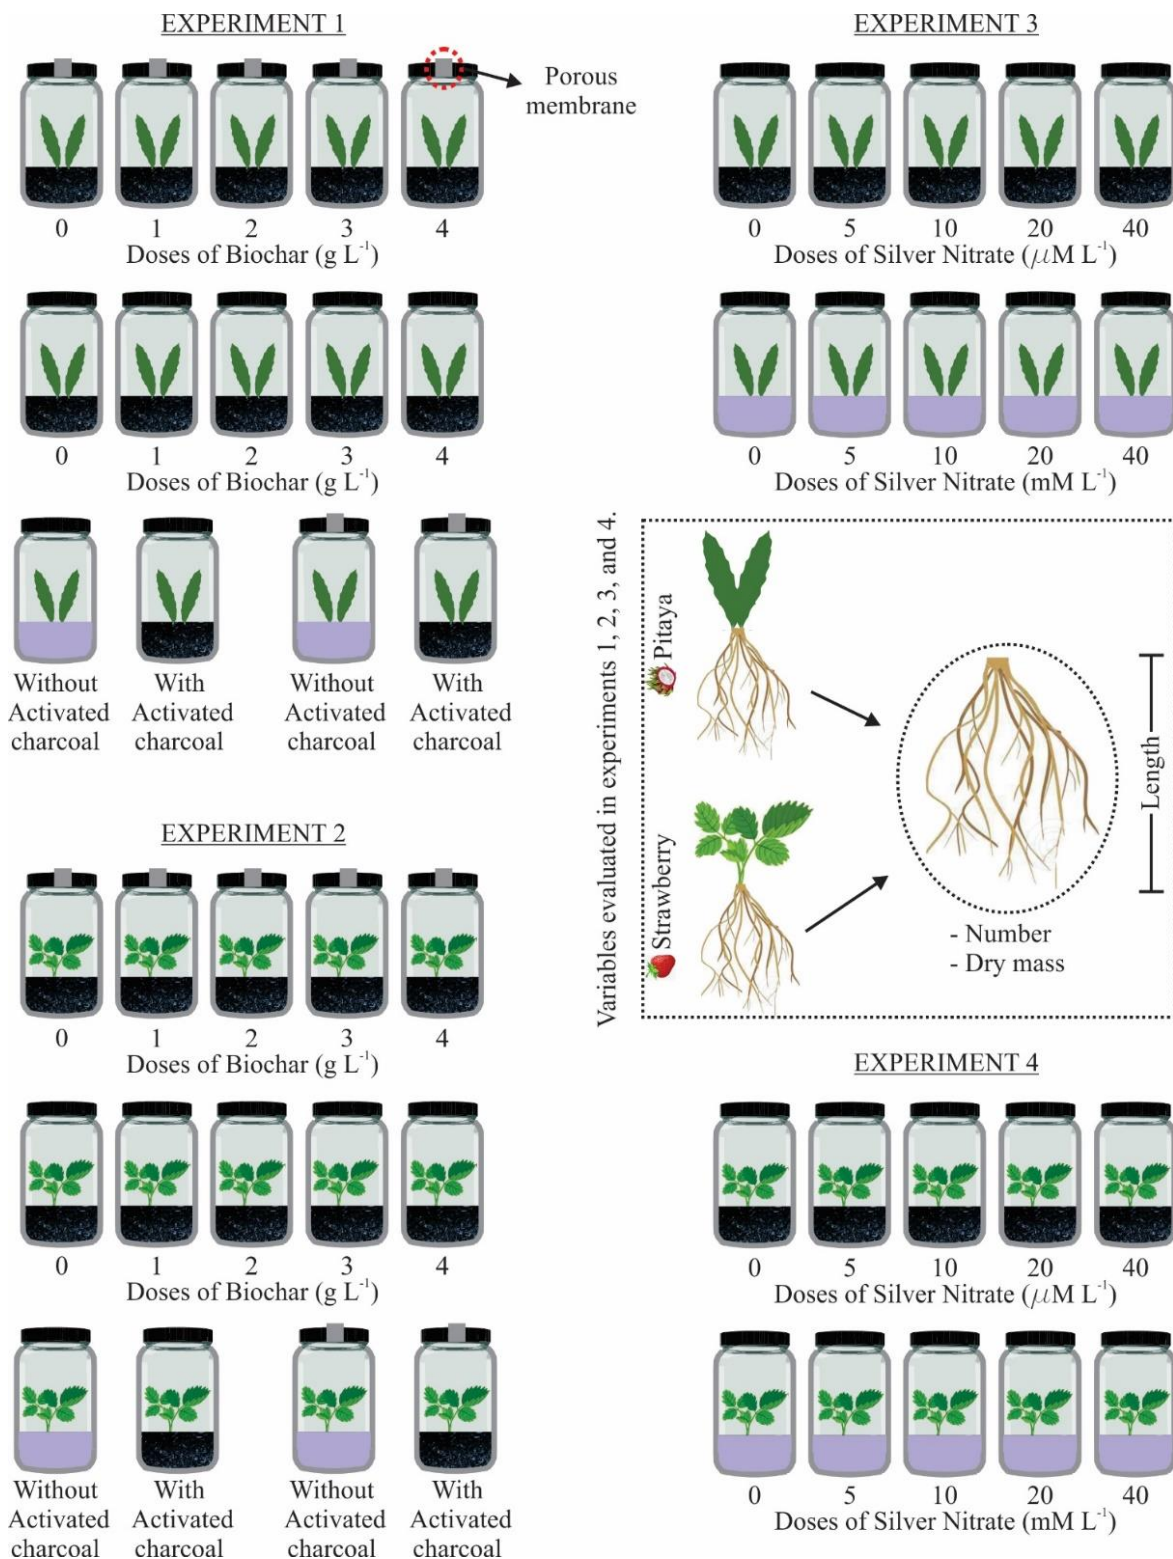 EXPERIMENT 1
Porous
membrane
0 1 2 3 4
Doses of Biochar (g L⁻¹)
0 1 2 3 4
Doses of Biochar (g L⁻¹)
Without
Activated
charcoal
With
Activated
charcoal
Without
Activated
charcoal
With
Activated
charcoal
EXPERIMENT 2
0 1 2 3 4
Doses of Biochar (g L⁻¹)
0 1 2 3 4
Doses of Biochar (g L⁻¹)
Without
Activated
charcoal
With
Activated
charcoal
Without
Activated
charcoal
With
Activated
charcoal
EXPERIMENT 3
0 5 10 20 40
Doses of Silver Nitrate (μM L⁻¹)
0 5 10 20 40
Doses of Silver Nitrate (mM L⁻¹)
Variables evaluated in experiments 1, 2, 3, and 4.
Pitaya
Strawberry
Length
- Number
- Dry mass
EXPERIMENT 4
0 5 10 20 40
Doses of Silver Nitrate (μM L⁻¹)
0 5 10 20 40
Doses of Silver Nitrate (mM L⁻¹)